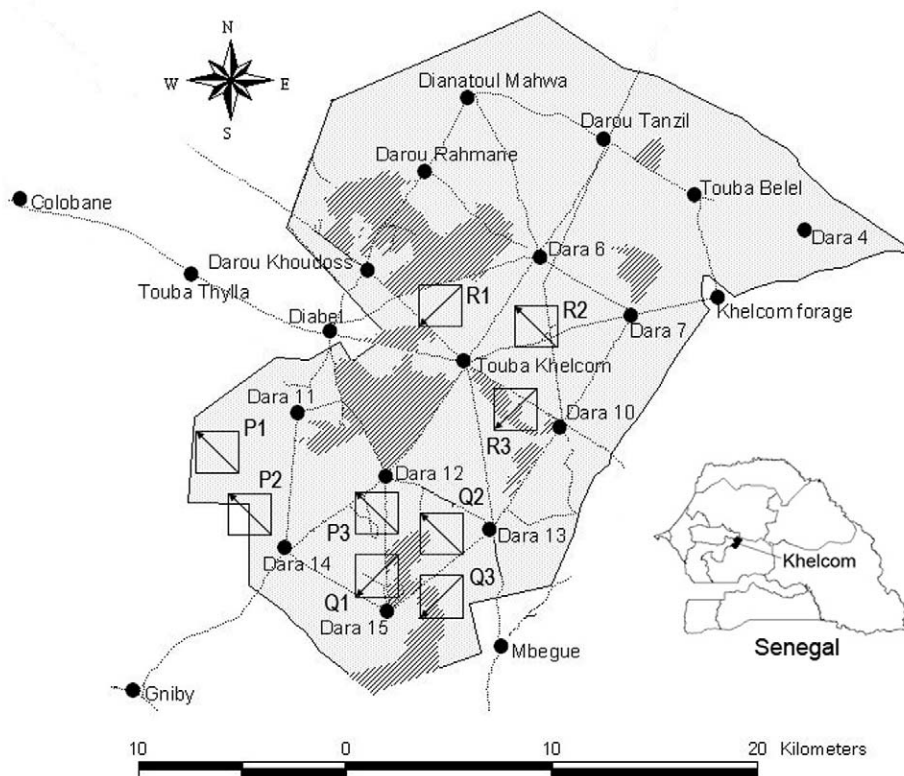 N
W E
S
Dianatoul Mahwa
Darou Tanzil
Darou Rahmane
Touba Belel
Colobane
Dara 4
Dara 6
Darou Khoudoss
Touba Thylla
R1
R2
Khelcom forage
Diabel
Dara 7
Touba Khelcom
Dara 11
Dara 10
P1
R3
P2
Dara 12
Q2
P3
Dara 13
Dara 14
Q3
Q1
Dara 15
Khelcom
Senegal
Mbegue
Gniby
10 0 10 20 Kilometers